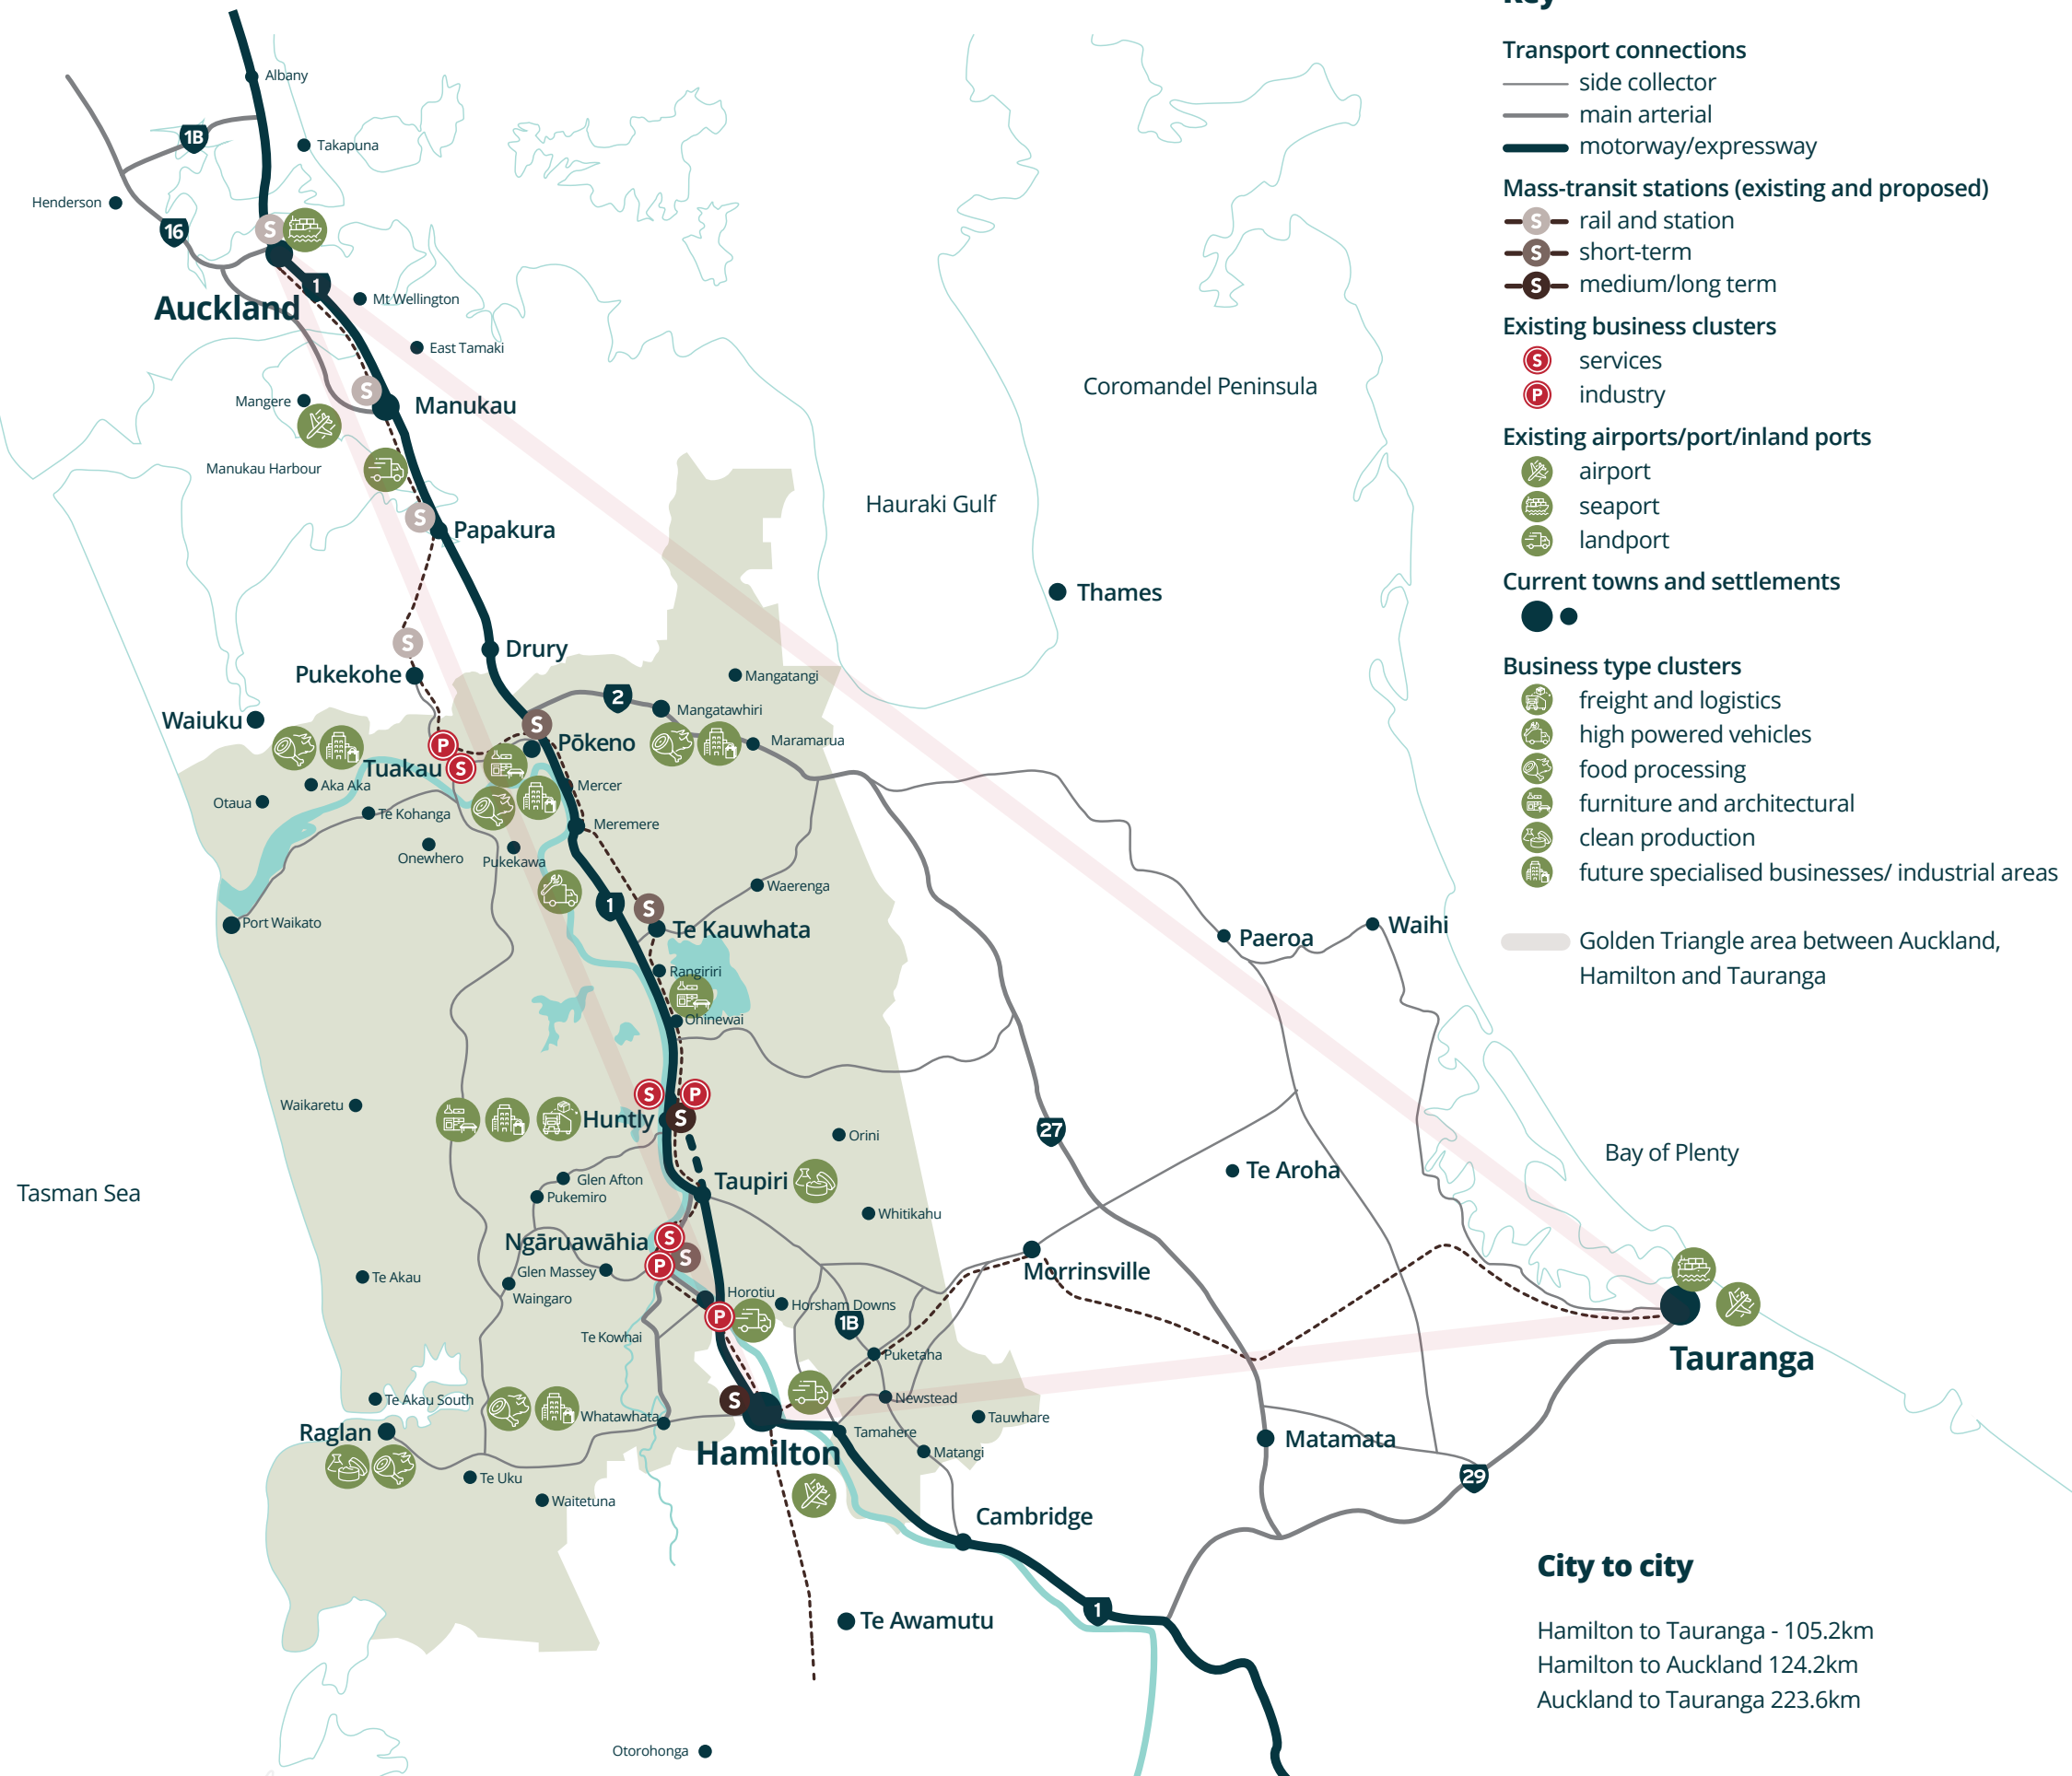 Key
Transport connections
side collector
main arterial
motorway/expressway
Mass-transit stations (existing and proposed)
S rail and station
S short-term
S medium/long term
Existing business clusters
S services
P industry
Existing airports/port/inland ports
airport
seaport
landport
Current towns and settlements
Business type clusters
freight and logistics
high powered vehicles
food processing
furniture and architectural
clean production
future specialised businesses/ industrial areas
Golden Triangle area between Auckland,
Hamilton and Tauranga
Albany
1B
Takapuna
Henderson
16
S
1
Auckland
Mt Wellington
East Tamaki
S
Mangere
Manukau
Coromandel Peninsula
Manukau Harbour
Hauraki Gulf
S
Papakura
Thames
S
Drury
Pukekohe
Mangatangi
2
Waiuku
Mangatawhiri
S
P
Pōkeno
Maramarua
Tuakau
S
Aka Aka
Mercer
Otaua
Te Kohanga
Meremere
Onewhero
Pukekawa
Waerenga
1
S
Port Waikato
Te Kauwhata
Paeroa
Waihi
Rangiriri
Ohinewai
S
P
Waikaretu
Huntly
S
Orini
27
Bay of Plenty
Glen Afton
Taupiri
Te Aroha
Tasman Sea
Pukemiro
Whitikahu
Ngāruawāhia
S
S
P
Glen Massey
Morrinsville
Te Akau
Waingaro
Horotiu
Horsham Downs
P
1B
Te Kowhai
Puketaha
Tauranga
Te Akau South
S
Newstead
Whatawhata
Tauwhare
Raglan
Tamahere
Hamilton
Matangi
Matamata
Te Uku
29
Waitetuna
Cambridge
1
Te Awamutu
Otorohonga
City to city
Hamilton to Tauranga - 105.2km
Hamilton to Auckland 124.2km
Auckland to Tauranga 223.6km